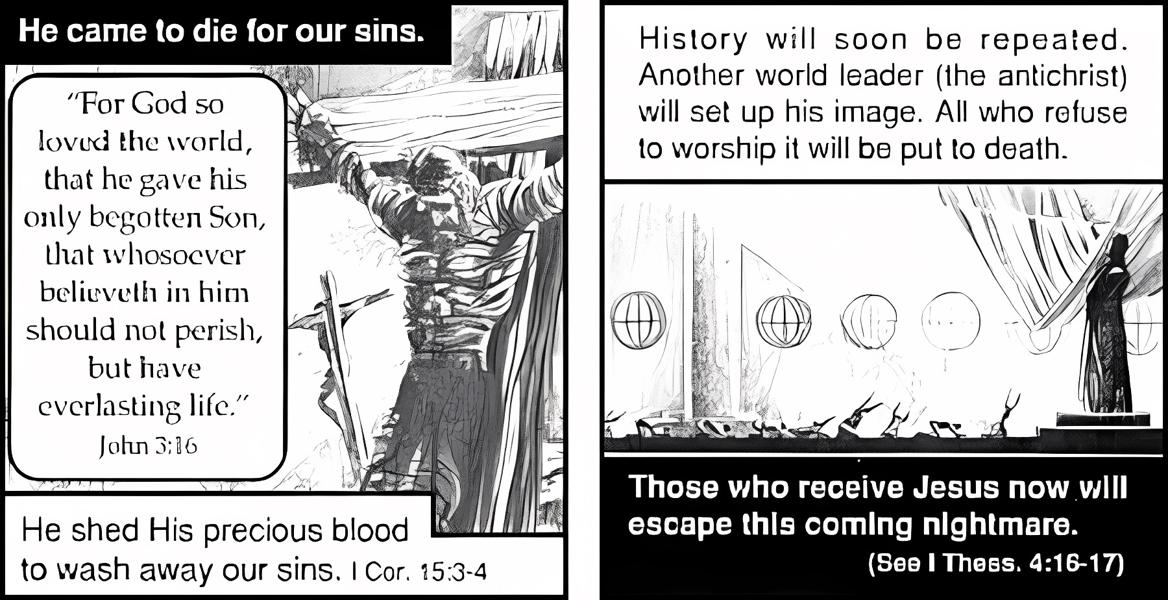 He came to die for our sins.
“For God so
loved the world,
that he gave his
only begotten Son,
that whosoever
believeth in him
should not perish,
but have
everlasting life.”
John 3:16
He shed His precious blood
to wash away our sins. I Cor. 15:3-4
History will soon be repeated.
Another world leader (the antichrist)
will set up his image. All who refuse
to worship it will be put to death.
Those who receive Jesus now will
escape this coming nightmare.
(See I Thess. 4:16-17)